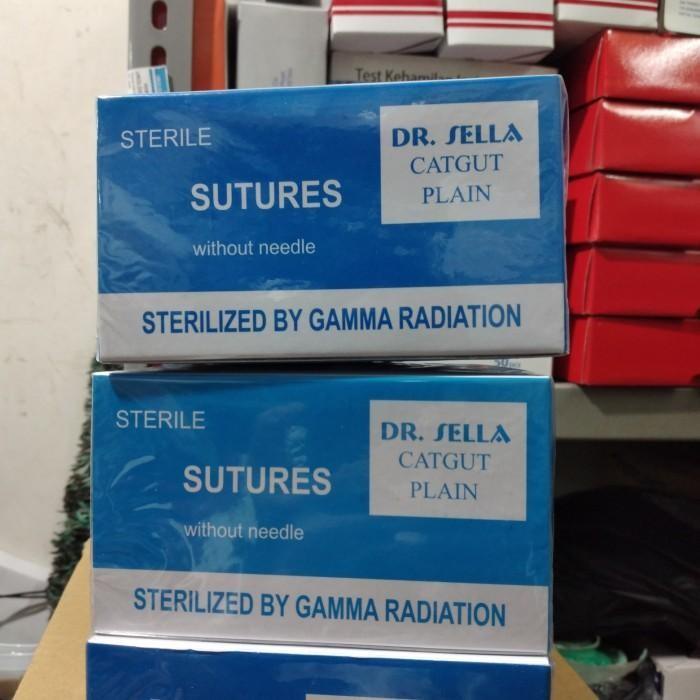 Test Kehamilan
STERILE
DR. SELLA
CATGUT
PLAIN
SUTURES
without needle
STERILIZED BY GAMMA RADIATION
50
STERILE
DR. SELLA
CATGUT
PLAIN
SUTURES
without needle
STERILIZED BY GAMMA RADIATION